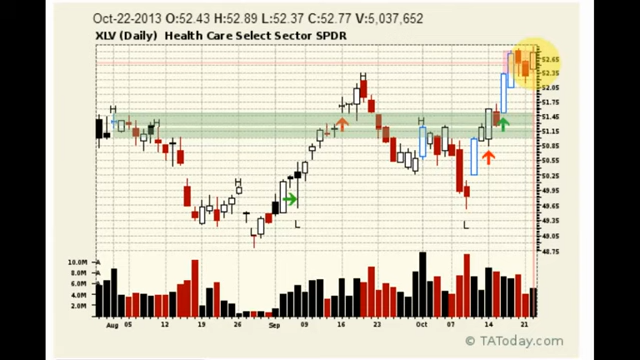 Oct-22-2013 O:52.43 H:52.89 L:52.37 C:52.77 V:5,037,652
XLV (Daily) Health Care Select Sector SPDR
52.65
52.35
52.05
51.75
51.45
51.15
50.85
50.55
50.25
49.95
49.65
49.35
49.05
48.75
H
H
H
H
H
L
L
L
10.0M
8.0M
6.0M
4.0M
2.0M
A
A
A
Aug 05 12 19 26 Sep 09 16 23 Oct 07 14 21
© TAToday.com